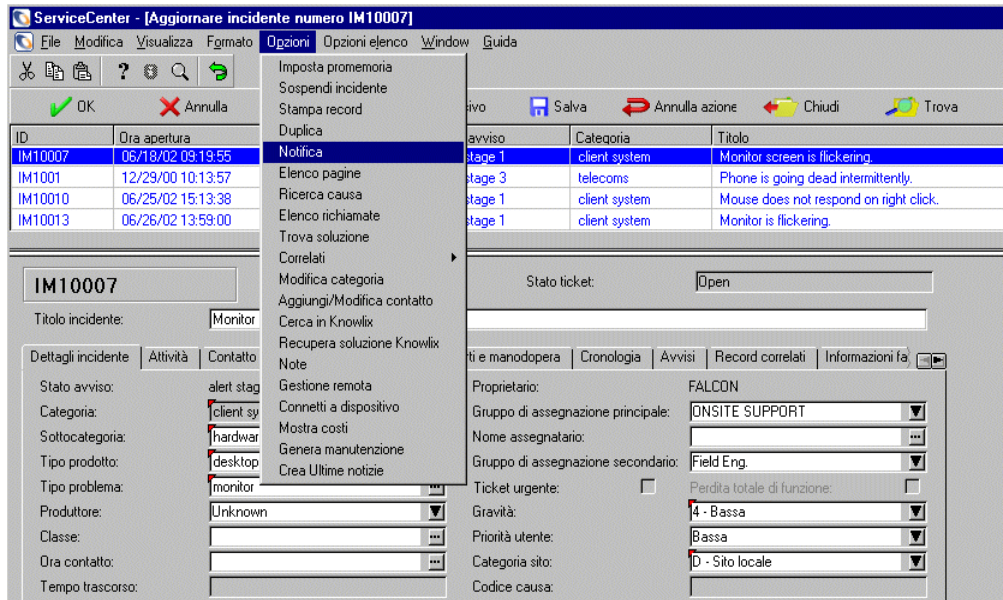 ServiceCenter - [Aggiornare incidente numero IM10007]
File Modifica Visualizza Formato Opzioni Opzioni elenco Window Guida
OK Annulla Salva Annulla azione Chiudi Trova
Imposta promemoria
Sospendi incidente
Stampa record
Duplica
Notifica
Elenco pagine
Ricerca causa
Elenco richiamate
Trova soluzione
Correlati
Modifica categoria
Aggiungi/Modifica contatto
Cerca in Knowlix
Recupera soluzione Knowlix
Note
Gestione remota
Connetti a dispositivo
Mostra costi
Genera manutenzione
Crea Ultime notizie
ID Ora apertura avviso Categoria Titolo
IM10007 06/18/02 09:19:55 stage 1 client system Monitor screen is flickering.
IM1001 12/29/00 10:13:57 stage 3 telecoms Phone is going dead intermittently.
IM10010 06/25/02 15:13:38 stage 1 client system Mouse does not respond on right click.
IM10013 06/26/02 13:59:00 stage 1 client system Monitor is flickering.
IM10007 Stato ticket: Open
Titolo incidente: Monitor
Dettagli incidente Attività Contatto ti e manodopera Cronologia Avvisi Record correlati Informazioni fa
Stato avviso: alert stag Proprietario: FALCON
Categoria: client sy Gruppo di assegnazione principale: ONSITE SUPPORT
Sottocategoria: hardwar Nome assegnatario:
Tipo prodotto: desktop Gruppo di assegnazione secondario: Field Eng.
Tipo problema: monitor Ticket urgente: Perdita totale di funzione:
Produttore: Unknown Gravità: 4 - Bassa
Classe: Priorità utente: Bassa
Ora contatto: Categoria sito: D - Sito locale
Tempo trascorso: Codice causa: